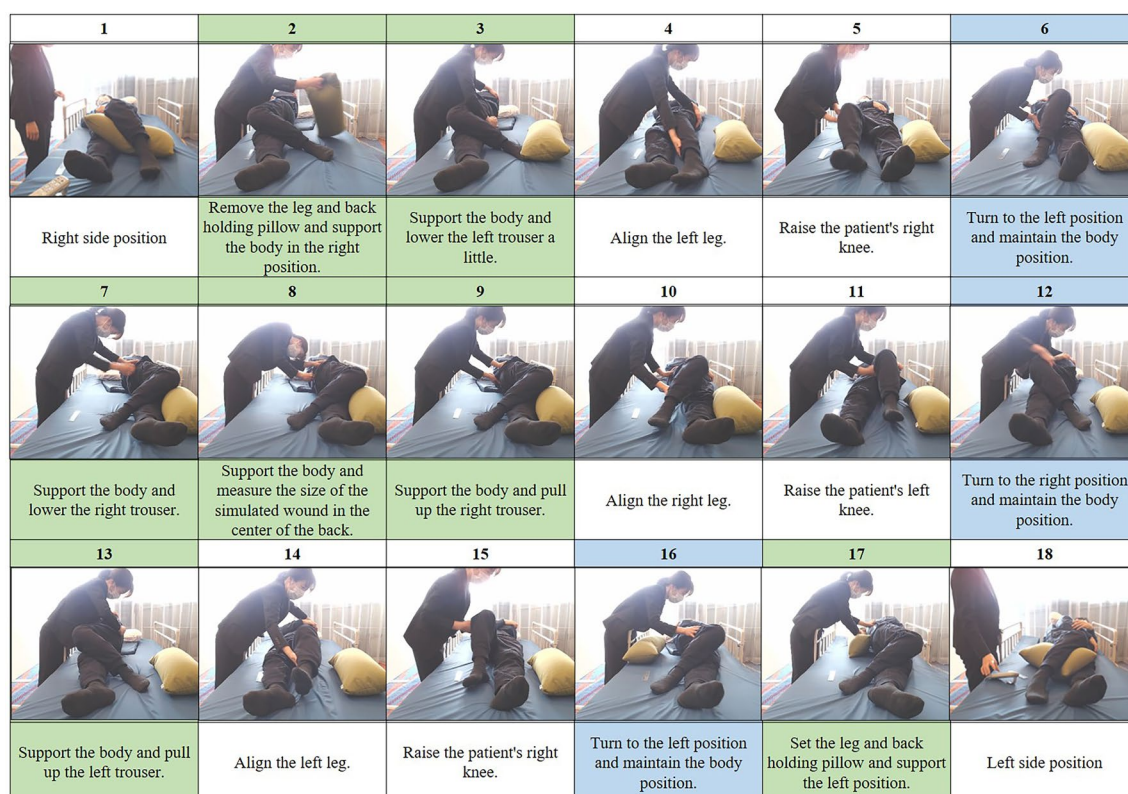 1 2 3 4 5 6
Right side position
Remove the leg and back
holding pillow and support
the body in the right
position.
Support the body and
lower the left trouser a
little.
Align the left leg.
Raise the patient's right
knee.
Turn to the left position
and maintain the body
position.
7 8 9 10 11 12
Support the body and
lower the right trouser.
Support the body and
measure the size of the
simulated wound in the
center of the back.
Support the body and pull
up the right trouser.
Align the right leg.
Raise the patient's left
knee.
Turn to the right position
and maintain the body
position.
13 14 15 16 17 18
Support the body and pull
up the left trouser.
Align the left leg.
Raise the patient's right
knee.
Turn to the left position
and maintain the body
position.
Set the leg and back
holding pillow and support
the left position.
Left side position